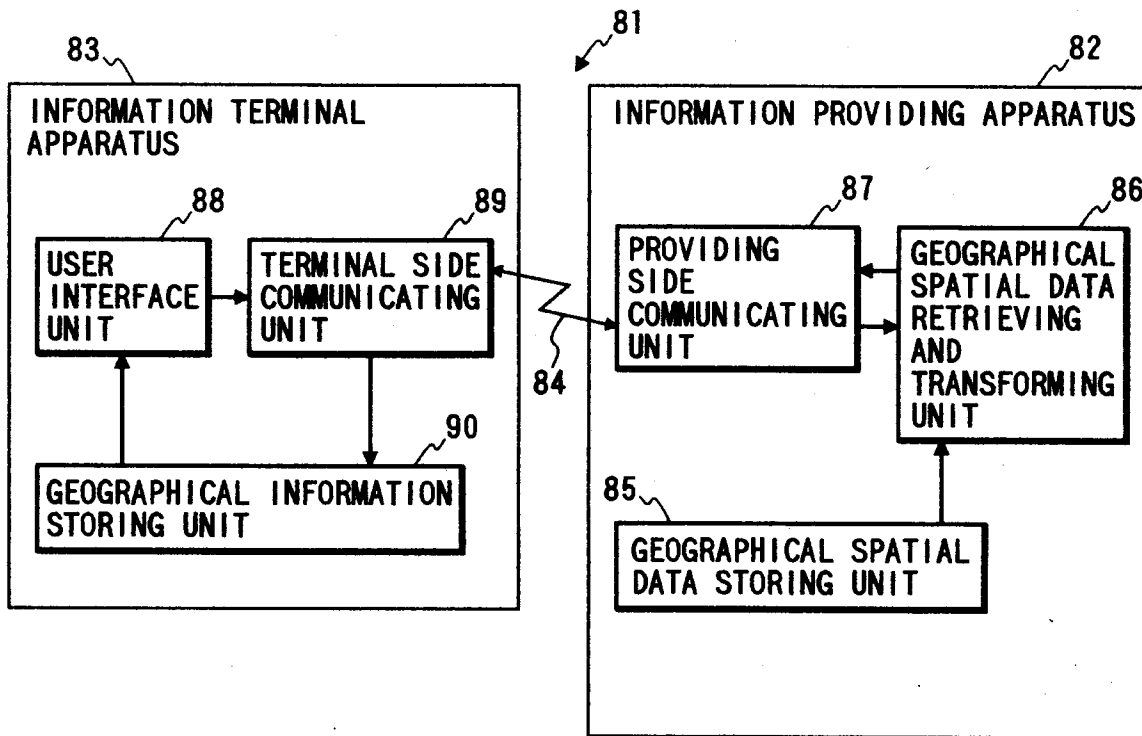 81
83
82
INFORMATION TERMINAL
APPARATUS
INFORMATION PROVIDING APPARATUS
88
89
87
86
USER
INTERFACE
UNIT
TERMINAL SIDE
COMMUNICATING
UNIT
84
PROVIDING
SIDE
COMMUNICATING
UNIT
GEOGRAPHICAL
SPATIAL DATA
RETRIEVING
AND
TRANSFORMING
UNIT
90
GEOGRAPHICAL INFORMATION
STORING UNIT
85
GEOGRAPHICAL SPATIAL
DATA STORING UNIT